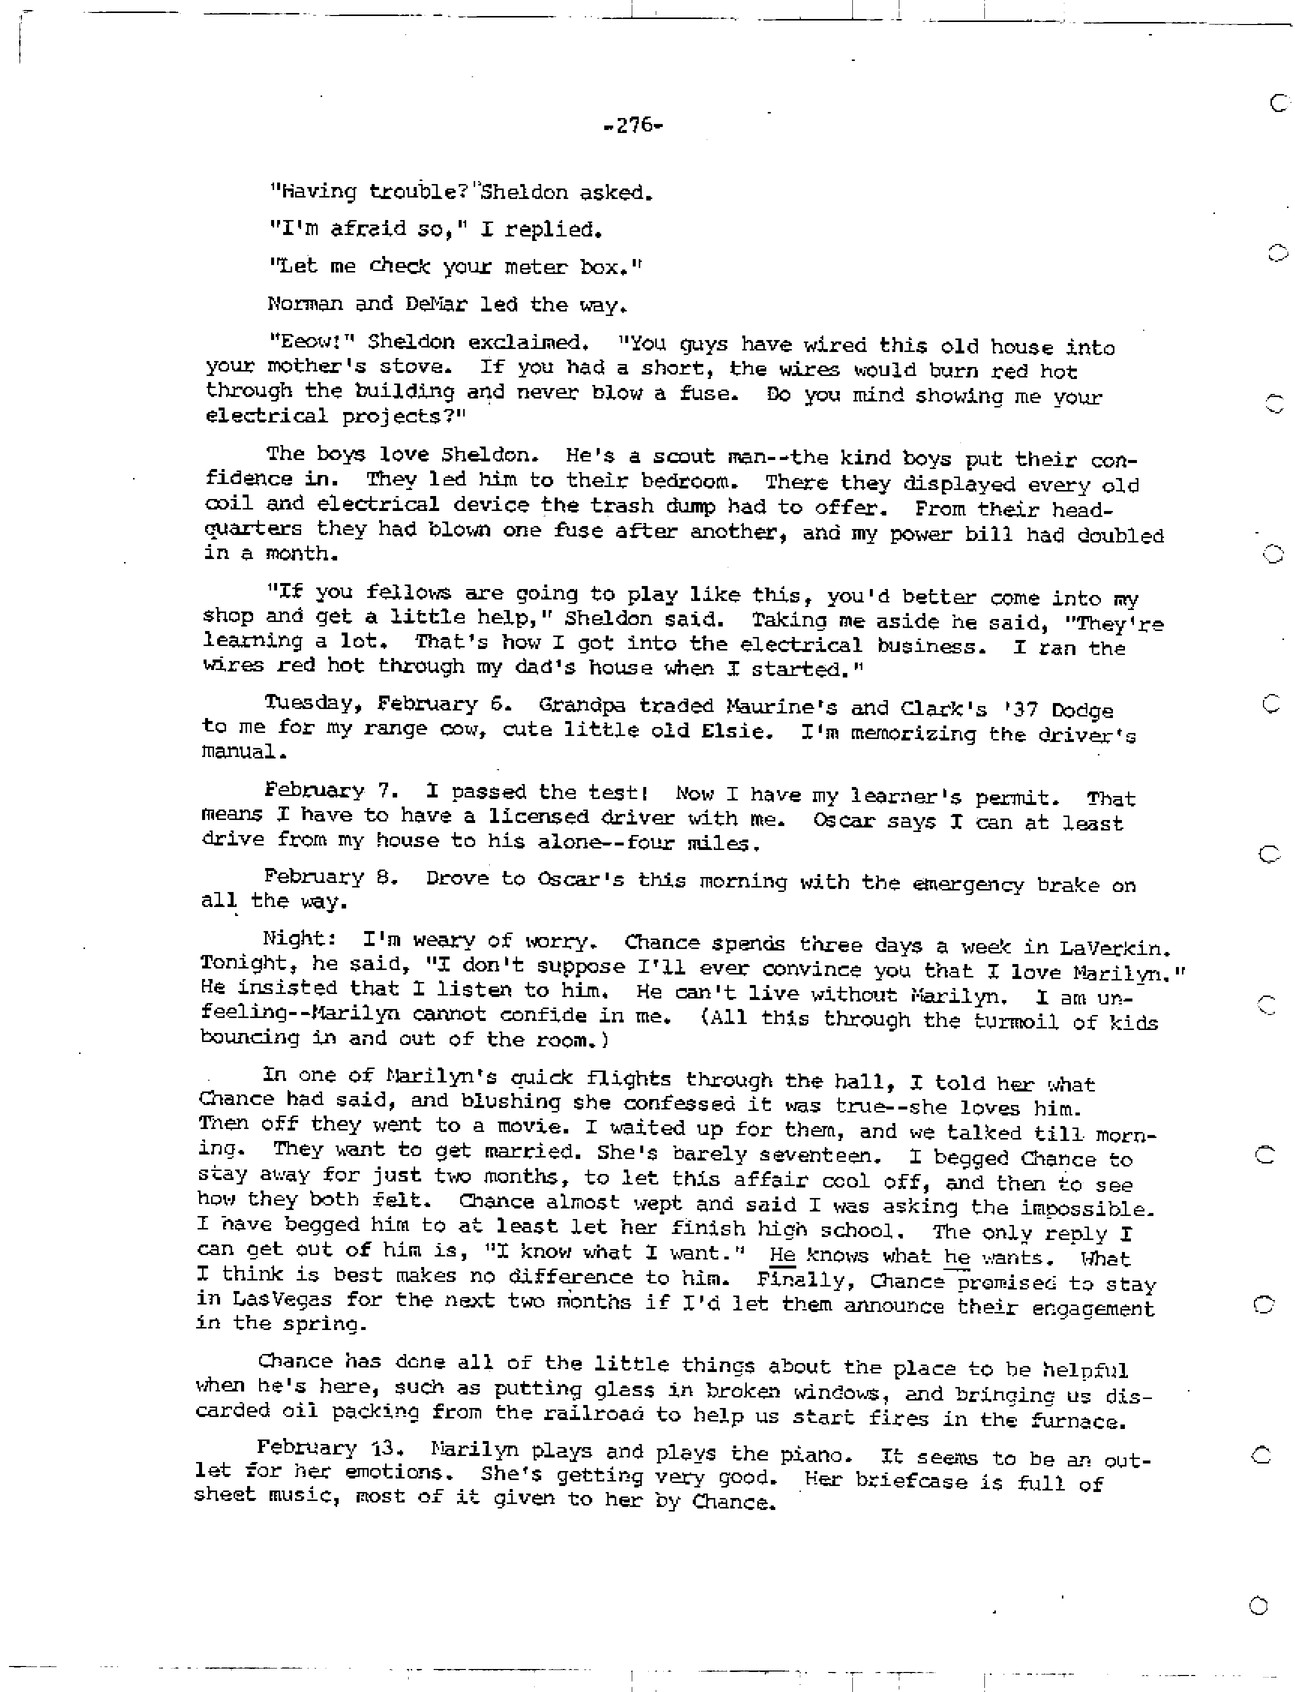 -276-
"Having trouble?"Sheldon asked.
"I'm afraid so," I replied.
"Let me check your meter box."
Norman and DeMar led the way.
"Eeow!" Sheldon exclaimed. "You guys have wired this old house into
your mother's stove. If you had a short, the wires would burn red hot
through the building and never blow a fuse. Do you mind showing me your
electrical projects?"
The boys love Sheldon. He's a scout man--the kind boys put their con-
fidence in. They led him to their bedroom. There they displayed every old
coil and electrical device the trash dump had to offer. From their head-
quarters they had blown one fuse after another, and my power bill had doubled
in a month.
"If you fellows are going to play like this, you'd better come into my
shop and get a little help," Sheldon said. Taking me aside he said, "They're
learning a lot. That's how I got into the electrical business. I ran the
wires red hot through my dad's house when I started."
Tuesday, February 6. Grandpa traded Maurine's and Clark's '37 Dodge
to me for my range cow, cute little old Elsie. I'm memorizing the driver's
manual.
February 7. I passed the test! Now I have my learner's permit. That
means I have to have a licensed driver with me. Oscar says I can at least
drive from my house to his alone--four miles.
February 8. Drove to Oscar's this morning with the emergency brake on
all the way.
Night: I'm weary of worry. Chance spends three days a week in LaVerkin.
Tonight, he said, "I don't suppose I'll ever convince you that I love Marilyn."
He insisted that I listen to him. He can't live without Marilyn. I am un-
feeling--Marilyn cannot confide in me. (All this through the turmoil of kids
bouncing in and out of the room.)
In one of Marilyn's quick flights through the hall, I told her what
Chance had said, and blushing she confessed it was true--she loves him.
Then off they went to a movie. I waited up for them, and we talked till morn-
ing. They want to get married. She's barely seventeen. I begged Chance to
stay away for just two months, to let this affair cool off, and then to see
how they both felt. Chance almost wept and said I was asking the impossible.
I have begged him to at least let her finish high school. The only reply I
can get out of him is, "I know what I want." He knows what he wants. What
I think is best makes no difference to him. Finally, Chance promised to stay
in LasVegas for the next two months if I'd let them announce their engagement
in the spring.
Chance has done all of the little things about the place to be helpful
when he's here, such as putting glass in broken windows, and bringing us dis-
carded oil packing from the railroad to help us start fires in the furnace.
February 13. Marilyn plays and plays the piano. It seems to be an out-
let for her emotions. She's getting very good. Her briefcase is full of
sheet music, most of it given to her by Chance.